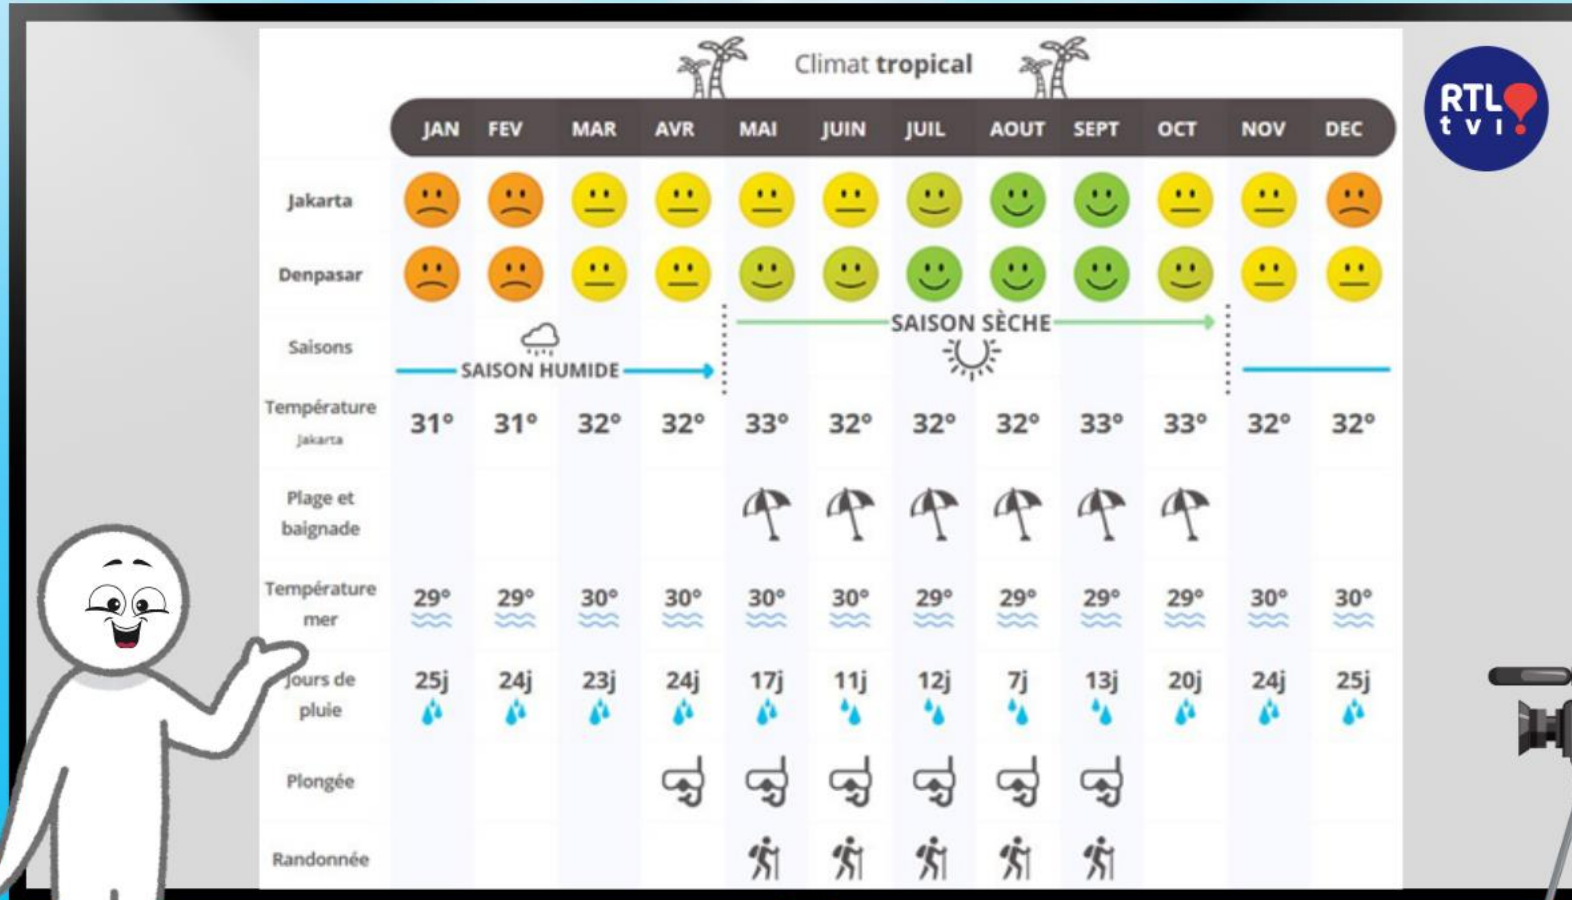 Climat tropical
RTL
tvi
JAN FEV MAR AVR MAI JUIN JUIL AOUT SEPT OCT NOV DEC
Jakarta
Denpasar
Saisons
SAISON SÈCHE
SAISON HUMIDE
Température
Jakarta
31° 31° 32° 32° 33° 32° 32° 32° 33° 33° 32° 32°
Plage et
baignade
Température
mer
29° 29° 30° 30° 30° 30° 29° 29° 29° 29° 30° 30°
Jours de
pluie
25j 24j 23j 24j 17j 11j 12j 7j 13j 20j 24j 25j
Plongée
Randonnée